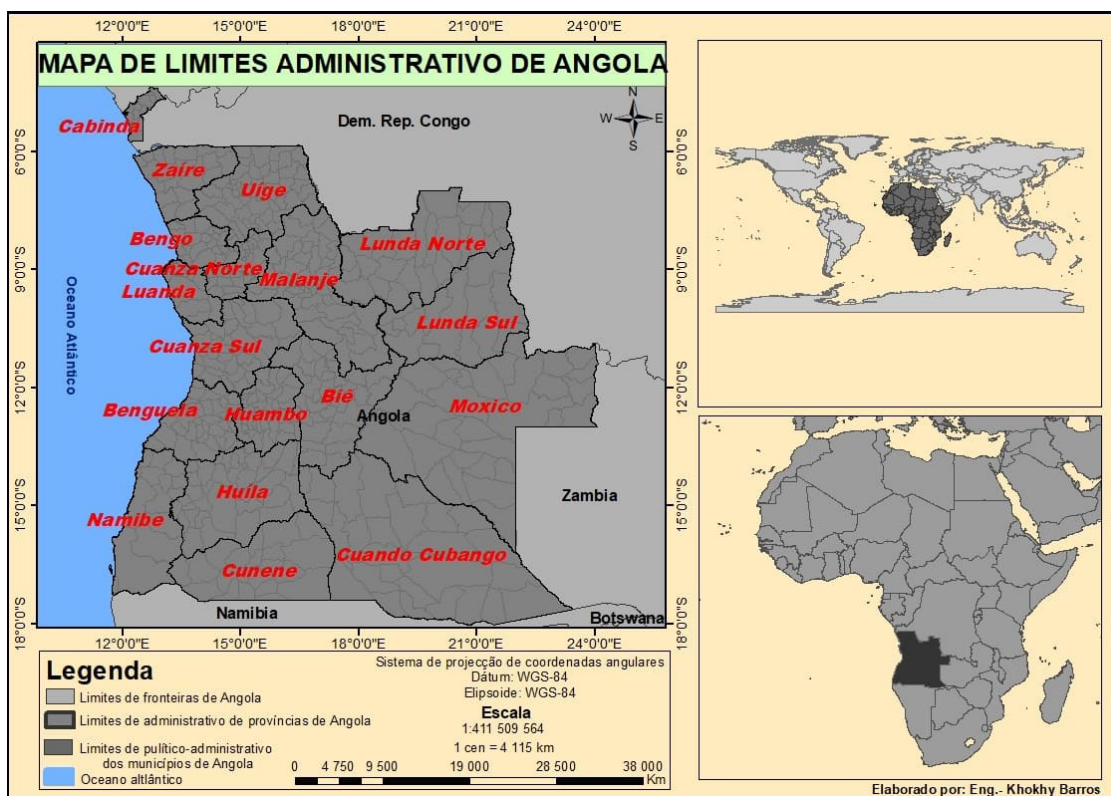 12°0'0"E 15°0'0"E 18°0'0"E 21°0'0"E 24°0'0"E
MAPA DE LIMITES ADMINISTRATIVO DE ANGOLA
N
W E
S
Cabinda
Dem. Rep. Congo
6°0'0"S 6°0'0"S
Zaíre
Uíge
Bengo
Lunda Norte
Cuanza Norte
9°0'0"S 9°0'0"S
Malanje
Luanda
Lunda Sul
Cuanza Sul
Oceano Atlântico
12°0'0"S 12°0'0"S
Bié
Benguela
Huambo
Angola
Moxico
Huíla
Zambia
15°0'0"S 15°0'0"S
Namibe
Cuando Cubango
Cunene
Namibia
Botswana
18°0'0"S 18°0'0"S
12°0'0"E 15°0'0"E 18°0'0"E 21°0'0"E 24°0'0"E
Legenda
Limites de fronteiras de Angola
Limites de administrativo de províncias de Angola
Limites de pulítico-administrativo
dos municípios de Angola
Oceano altlântico
Sistema de projecção de coordenadas angulares
Dátum: WGS-84
Elipsoide: WGS-84
Escala
1:411 509 564
1 cen = 4 115 km
0 4 750 9 500 19 000 28 500 38 000
Km
Elaborado por: Eng.- Khokhy Barros